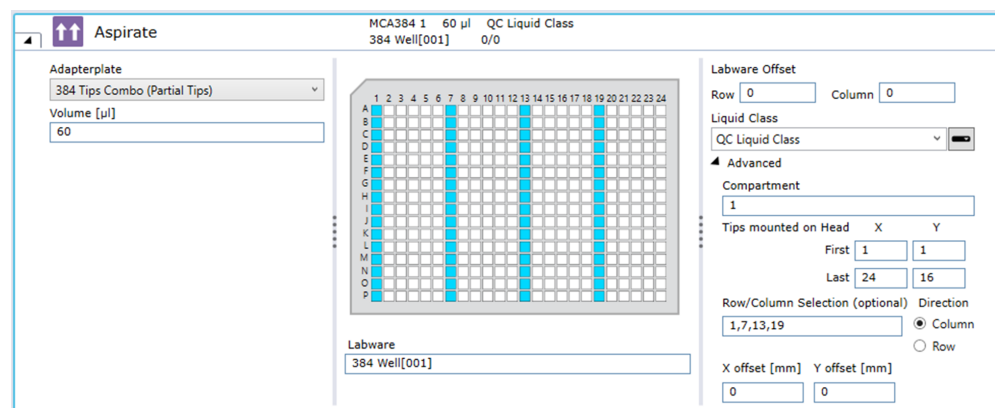 Aspirate
MCA384 1 60 µl QC Liquid Class
384 Well[001] 0/0
Adapterplate
384 Tips Combo (Partial Tips)
Volume [µl]
60
1 2 3 4 5 6 7 8 9 10 11 12 13 14 15 16 17 18 19 20 21 22 23 24
A
B
C
D
E
F
G
H
I
J
K
L
M
N
O
P
Labware
384 Well[001]
Labware Offset
Row 0 Column 0
Liquid Class
QC Liquid Class
Advanced
Compartment
1
Tips mounted on Head X Y
First 1 1
Last 24 16
Row/Column Selection (optional) Direction
1,7,13,19 Column
Row
X offset [mm] Y offset [mm]
0 0